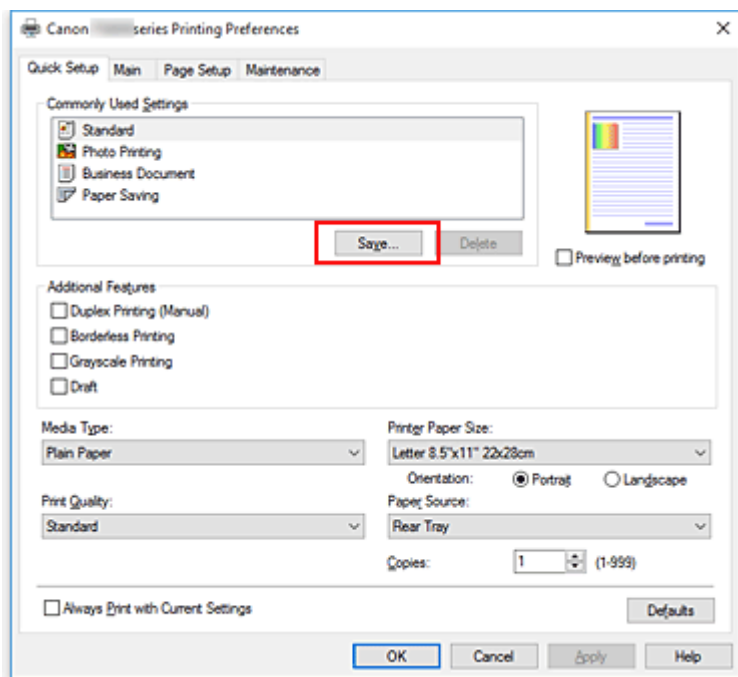 Canon series Printing Preferences
Quick Setup Main Page Setup Maintenance
Commonly Used Settings
Standard
Photo Printing
Business Document
Paper Saving
Save... Delete
Preview before printing
Additional Features
Duplex Printing (Manual)
Borderless Printing
Grayscale Printing
Draft
Media Type: Printer Paper Size:
Plain Paper Letter 8.5"x11" 22x28cm
Orientation: Portrait Landscape
Print Quality: Paper Source:
Standard Rear Tray
Copies: 1 (1-999)
Always Print with Current Settings Defaults
OK Cancel Apply Help